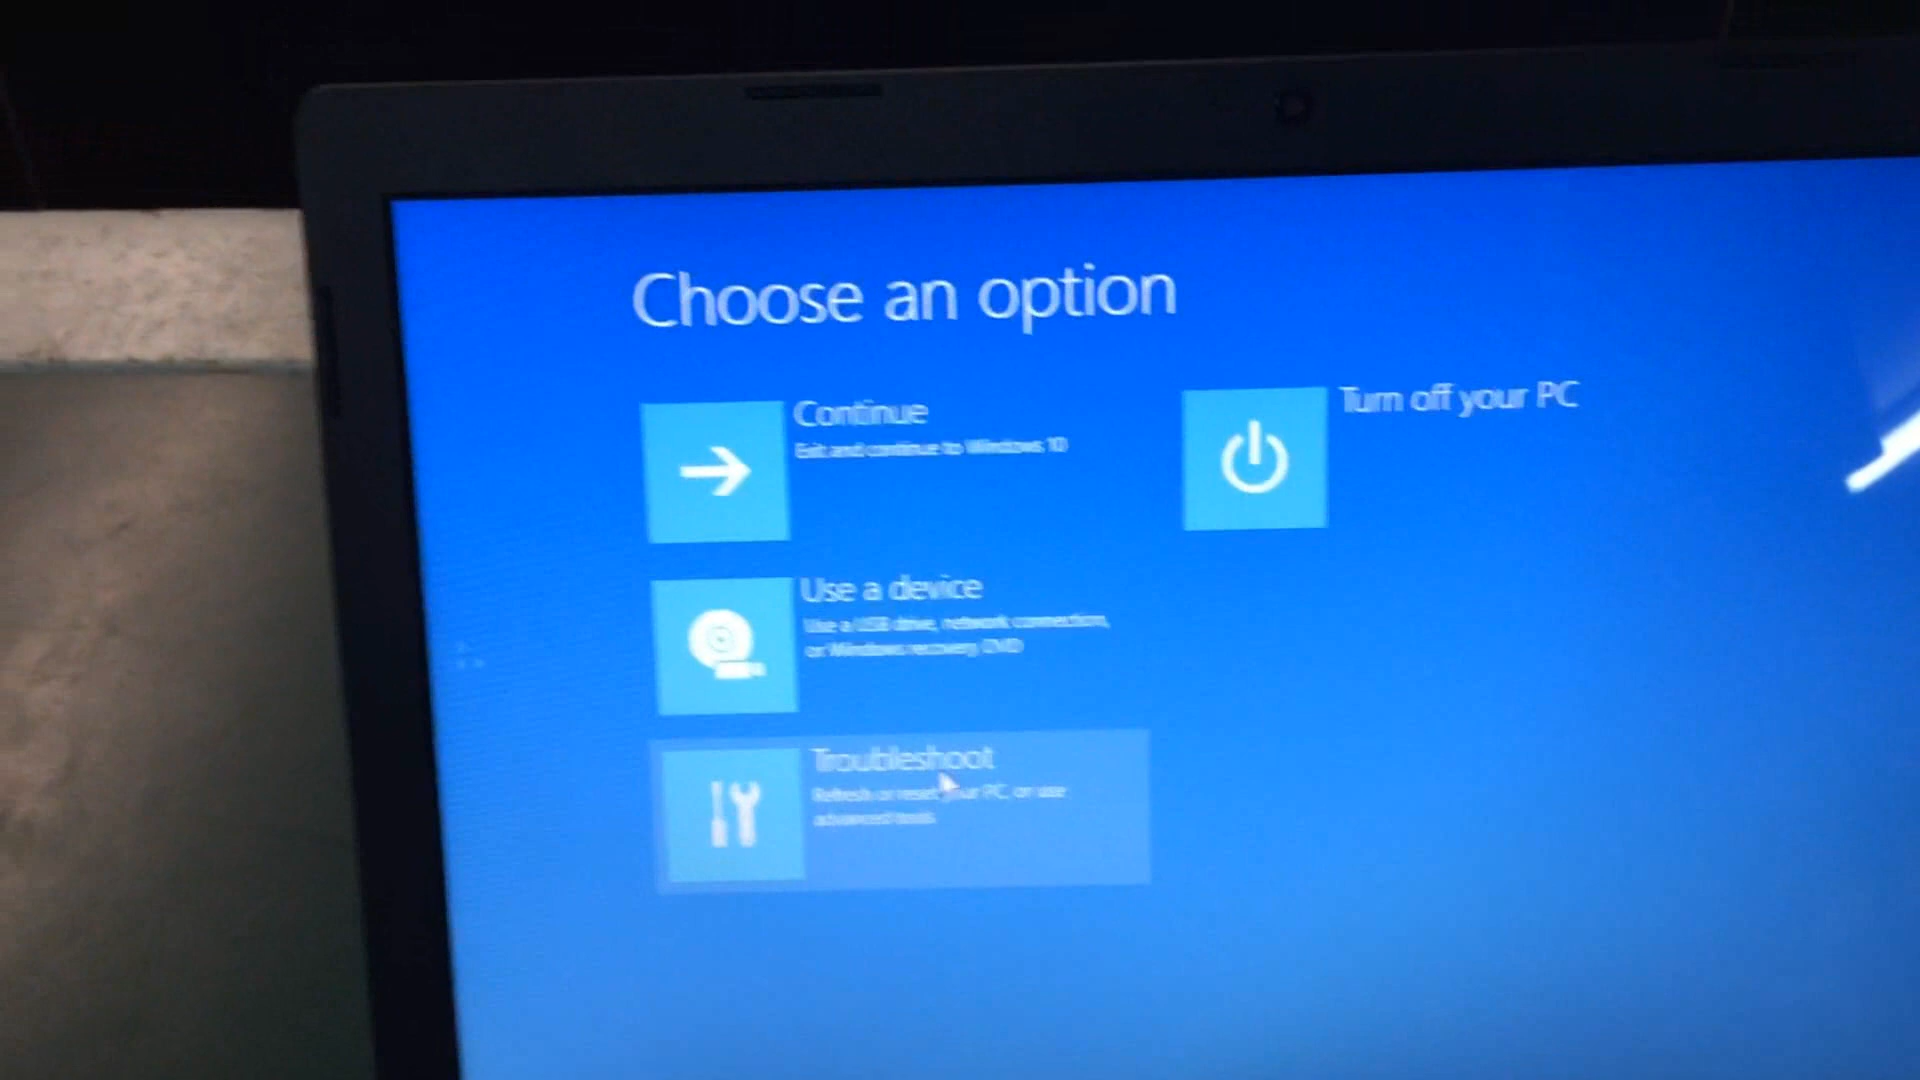 Choose an option
Continue
Exit and continue to Windows 10
Turn off your PC
Use a device
Use a USB drive, network connection,
or Windows recovery DVD
Troubleshoot
Refresh or reset your PC, or use
advanced tools